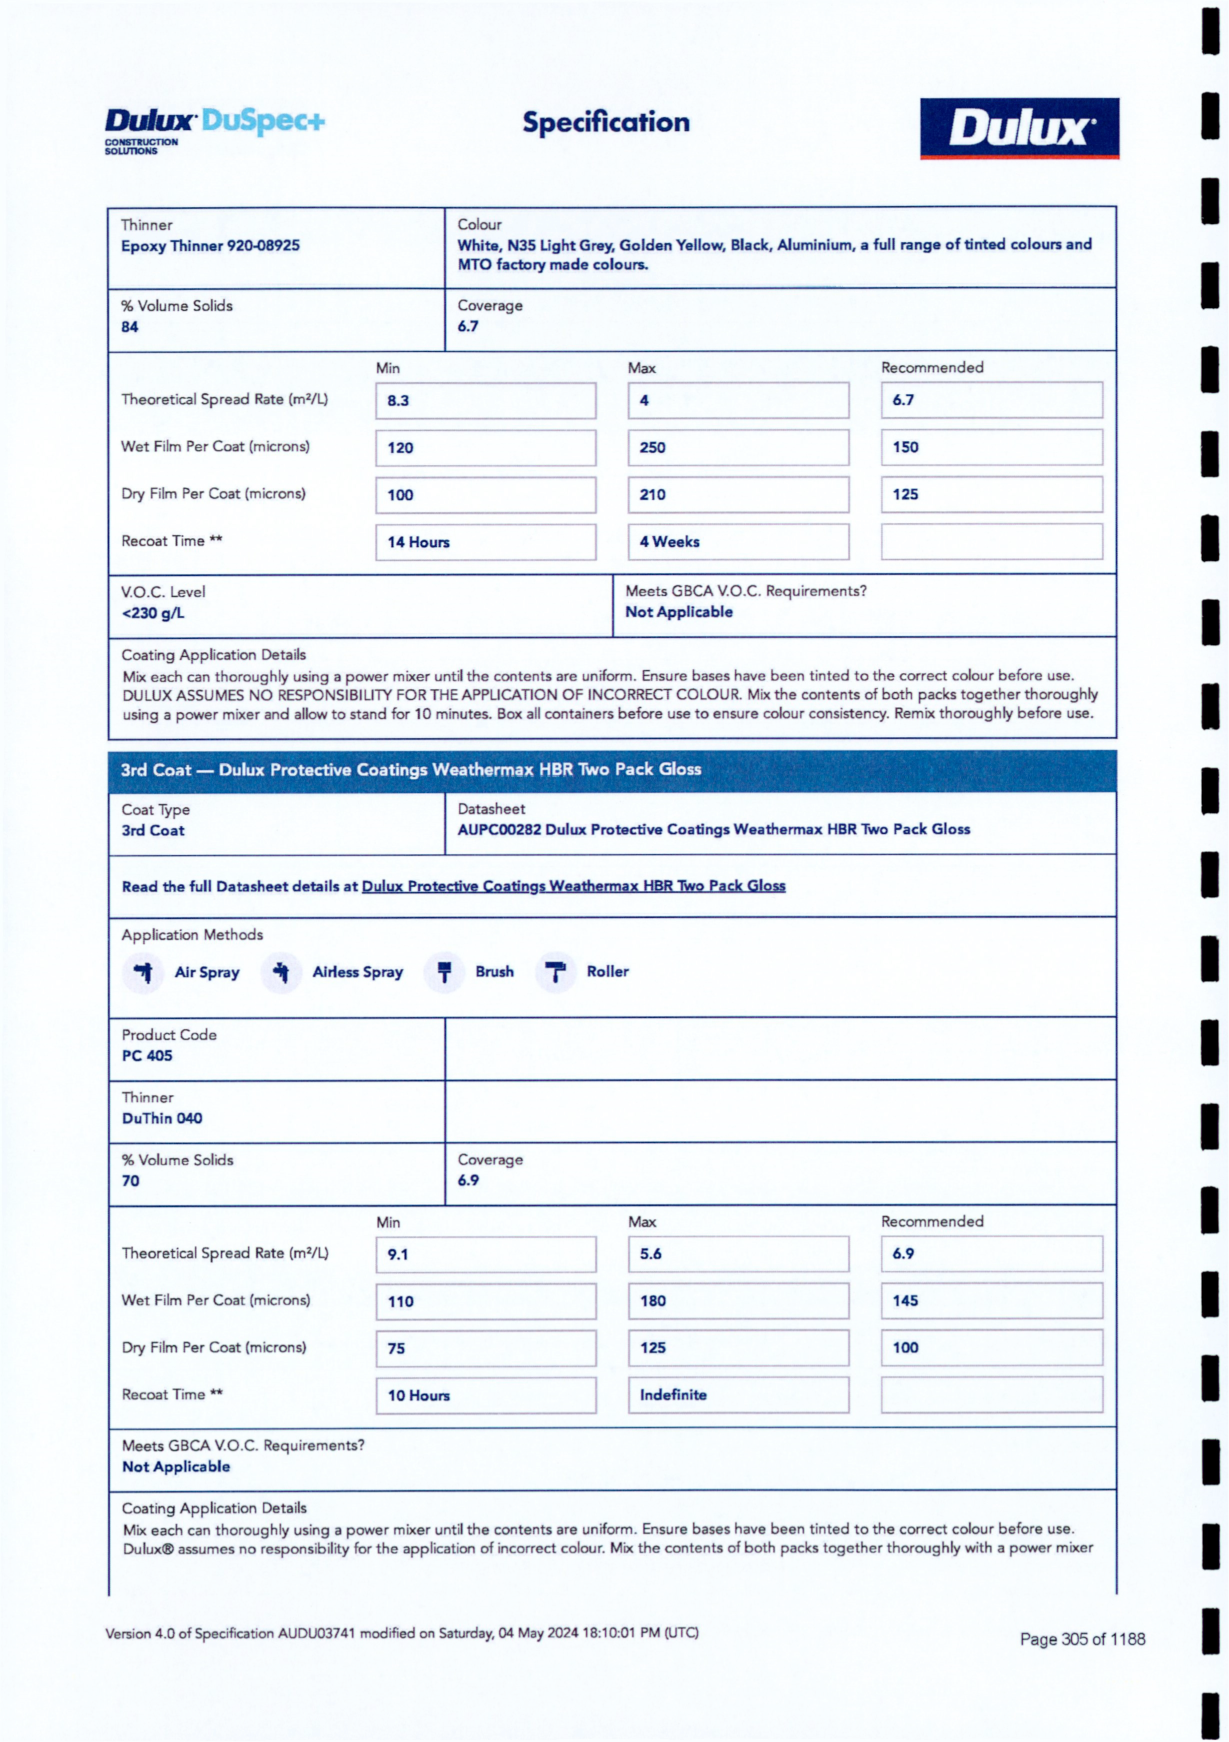 Dulux DuSpec+
CONSTRUCTION
SOLUTIONS
Specification
Dulux
Thinner
Epoxy Thinner 920-08925
Colour
White, N35 Light Grey, Golden Yellow, Black, Aluminium, a full range of tinted colours and
MTO factory made colours.
% Volume Solids
84
Coverage
6.7
Min Max Recommended
Theoretical Spread Rate (m²/L) 8.3 4 6.7
Wet Film Per Coat (microns) 120 250 150
Dry Film Per Coat (microns) 100 210 125
Recoat Time ** 14 Hours 4 Weeks
V.O.C. Level
<230 g/L
Meets GBCA V.O.C. Requirements?
Not Applicable
Coating Application Details
Mix each can thoroughly using a power mixer until the contents are uniform. Ensure bases have been tinted to the correct colour before use.
DULUX ASSUMES NO RESPONSIBILITY FOR THE APPLICATION OF INCORRECT COLOUR. Mix the contents of both packs together thoroughly
using a power mixer and allow to stand for 10 minutes. Box all containers before use to ensure colour consistency. Remix thoroughly before use.
3rd Coat — Dulux Protective Coatings Weathermax HBR Two Pack Gloss
Coat Type
3rd Coat
Datasheet
AUPC00282 Dulux Protective Coatings Weathermax HBR Two Pack Gloss
Read the full Datasheet details at Dulux Protective Coatings Weathermax HBR Two Pack Gloss
Application Methods
Air Spray Airless Spray Brush Roller
Product Code
PC 405
Thinner
DuThin 040
% Volume Solids
70
Coverage
6.9
Min Max Recommended
Theoretical Spread Rate (m²/L) 9.1 5.6 6.9
Wet Film Per Coat (microns) 110 180 145
Dry Film Per Coat (microns) 75 125 100
Recoat Time ** 10 Hours Indefinite
Meets GBCA V.O.C. Requirements?
Not Applicable
Coating Application Details
Mix each can thoroughly using a power mixer until the contents are uniform. Ensure bases have been tinted to the correct colour before use.
Dulux® assumes no responsibility for the application of incorrect colour. Mix the contents of both packs together thoroughly with a power mixer
Version 4.0 of Specification AUDU03741 modified on Saturday, 04 May 2024 18:10:01 PM (UTC)
Page 305 of 1188